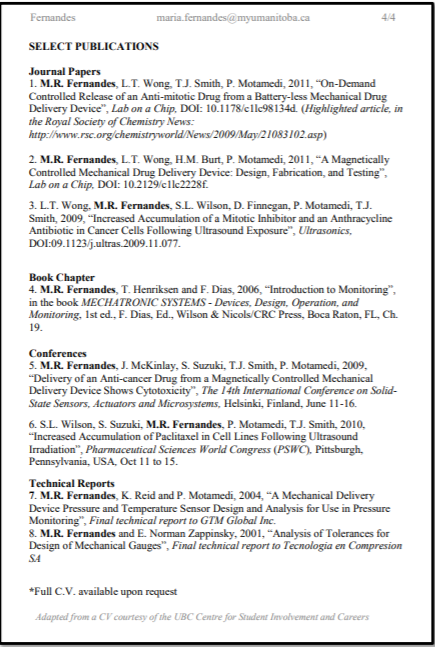 Fernandes maria.fernandes@myumanitoba.ca 4/4
SELECT PUBLICATIONS
Journal Papers
1. M.R. Fernandes, L.T. Wong, T.J. Smith, P. Motamedi, 2011, “On-Demand
Controlled Release of an Anti-mitotic Drug from a Battery-less Mechanical Drug
Delivery Device”, Lab on a Chip, DOI: 10.1178/c1lc98134d. (Highlighted article, in
the Royal Society of Chemistry News:
http://www.rsc.org/chemistryworld/News/2009/May/21083102.asp)
2. M.R. Fernandes, L.T. Wong, H.M. Burt, P. Motamedi, 2011, “A Magnetically
Controlled Mechanical Drug Delivery Device: Design, Fabrication, and Testing”,
Lab on a Chip, DOI: 10.2129/c1lc2228f.
3. L.T. Wong, M.R. Fernandes, S.L. Wilson, D. Finnegan, P. Motamedi, T.J.
Smith, 2009, “Increased Accumulation of a Mitotic Inhibitor and an Anthracycline
Antibiotic in Cancer Cells Following Ultrasound Exposure”, Ultrasonics,
DOI:09.1123/j.ultras.2009.11.077.
Book Chapter
4. M.R. Fernandes, T. Henriksen and F. Dias, 2006, “Introduction to Monitoring”,
in the book MECHATRONIC SYSTEMS - Devices, Design, Operation, and
Monitoring, 1st ed., F. Dias, Ed., Wilson & Nicols/CRC Press, Boca Raton, FL, Ch.
19.
Conferences
5. M.R. Fernandes, J. McKinlay, S. Suzuki, T.J. Smith, P. Motamedi, 2009,
“Delivery of an Anti-cancer Drug from a Magnetically Controlled Mechanical
Delivery Device Shows Cytotoxicity”, The 14th International Conference on Solid-
State Sensors, Actuators and Microsystems, Helsinki, Finland, June 11-16.
6. S.L. Wilson, S. Suzuki, M.R. Fernandes, P. Motamedi, T.J. Smith, 2010,
“Increased Accumulation of Paclitaxel in Cell Lines Following Ultrasound
Irradiation”, Pharmaceutical Sciences World Congress (PSWC), Pittsburgh,
Pennsylvania, USA, Oct 11 to 15.
Technical Reports
7. M.R. Fernandes, K. Reid and P. Motamedi, 2004, “A Mechanical Delivery
Device Pressure and Temperature Sensor Design and Analysis for Use in Pressure
Monitoring”, Final technical report to GTM Global Inc.
8. M.R. Fernandes and E. Norman Zappinsky, 2001, “Analysis of Tolerances for
Design of Mechanical Gauges”, Final technical report to Tecnologia en Compresion
SA
*Full C.V. available upon request
Adapted from a CV courtesy of the UBC Centre for Student Involvement and Careers